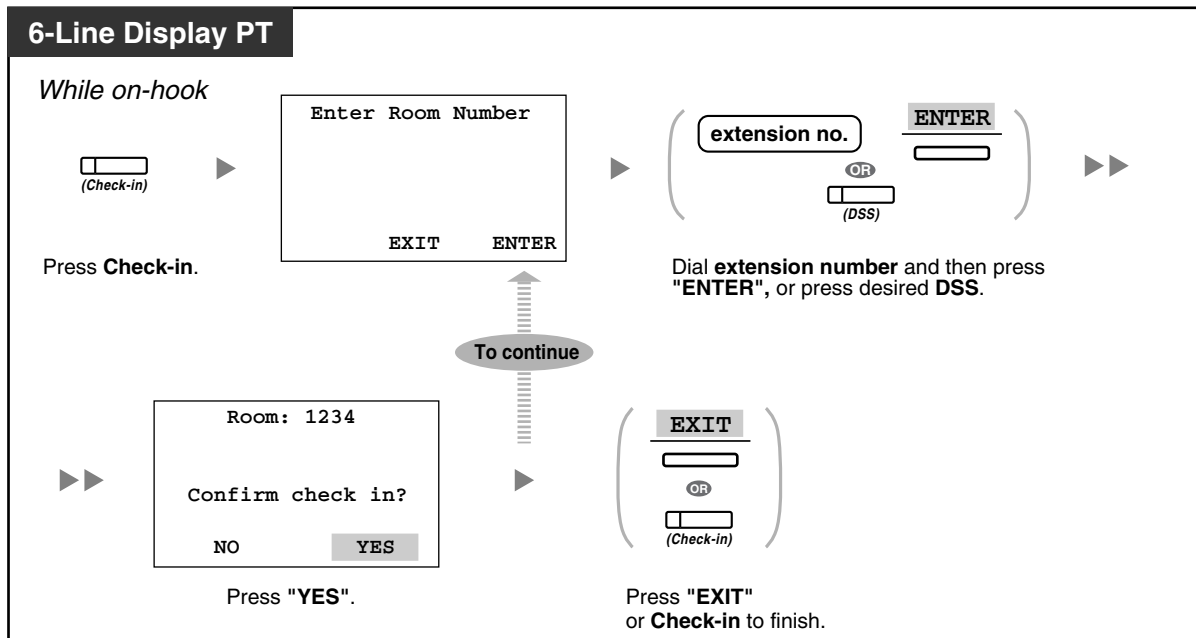 6-Line Display PT
While on-hook
(Check-in)
Press Check-in.
Enter Room Number
EXIT ENTER
extension no.
OR
(DSS)
ENTER
Dial extension number and then press
"ENTER", or press desired DSS.
To continue
Room: 1234
Confirm check in?
NO YES
Press "YES".
EXIT
OR
(Check-in)
Press "EXIT"
or Check-in to finish.